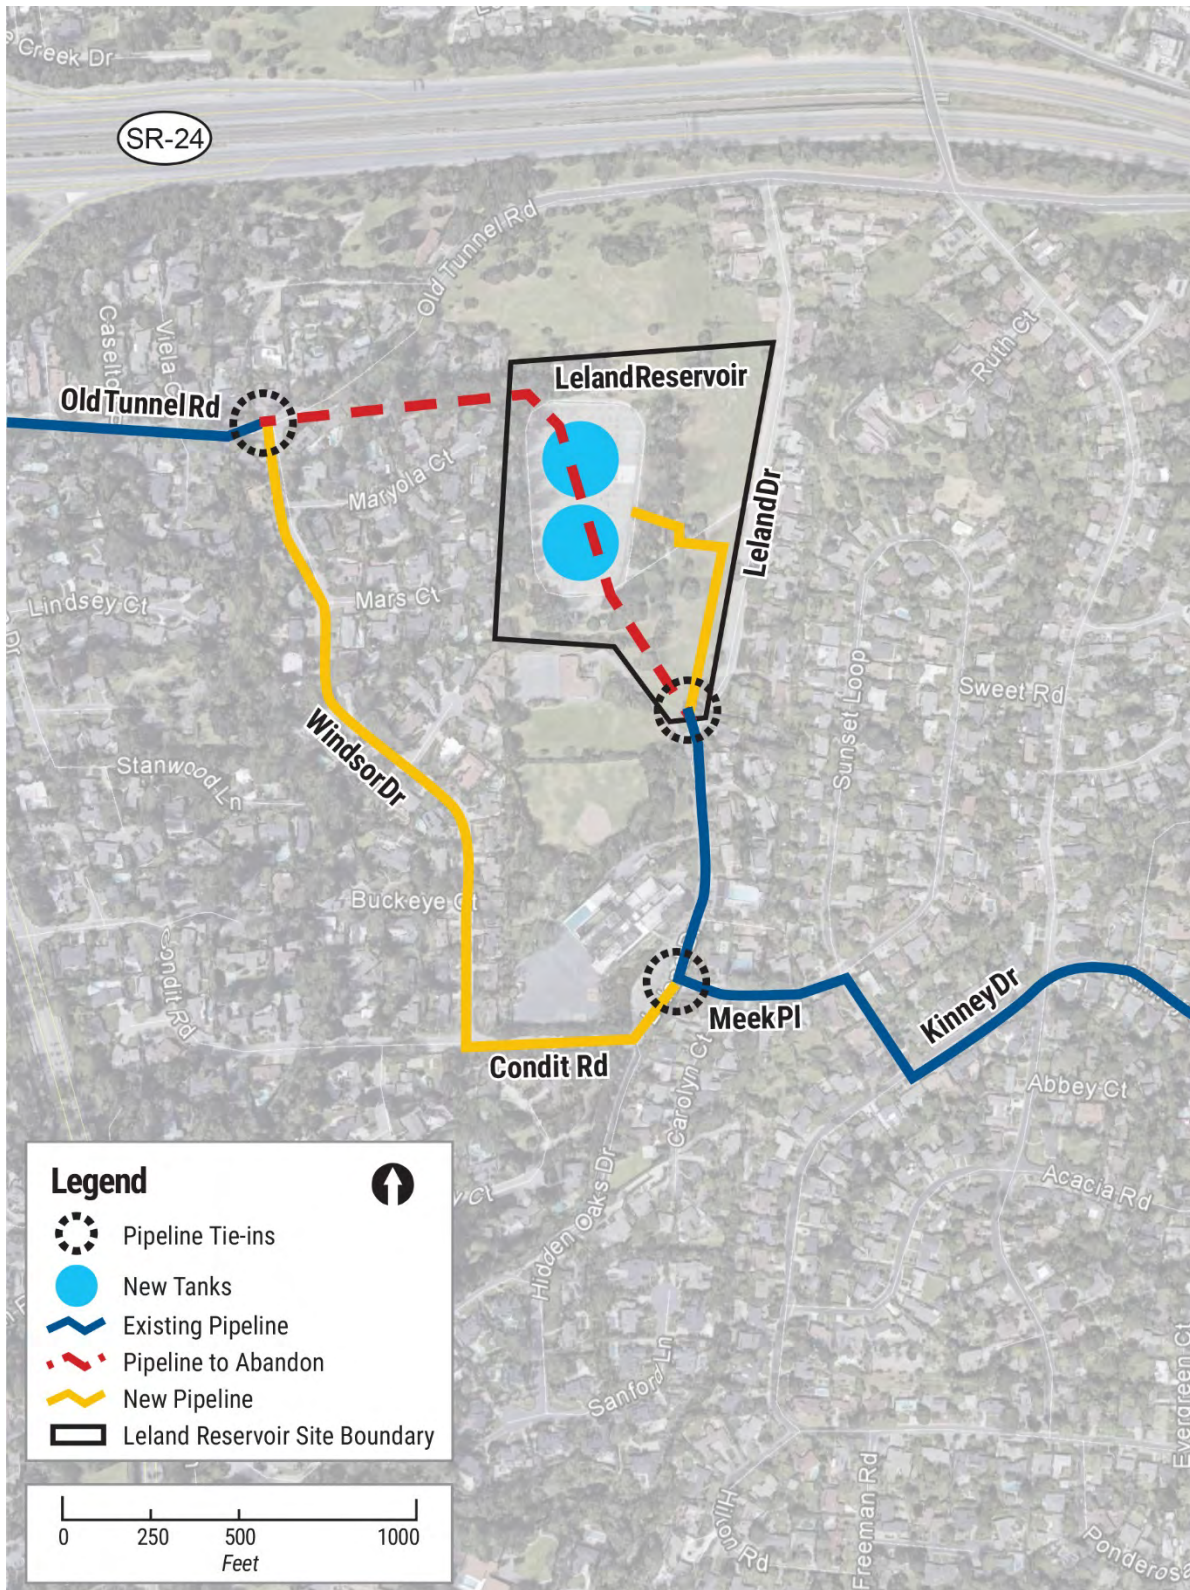 Creek Dr
SR-24
Old Tunnel Rd
Ruth Ct
Viela Ct
Leland Reservoir
Old Tunnel Rd
Maryola Ct
Leland Dr
Lindsey Ct
Mars Ct
Dr
Sweet Rd
Sunset Loop
Windsor Dr
Stanwood Ln
Buckeye Ct
Condit Rd
Meek Pl
Kinney Dr
Condit Rd
Carolyn Ct
Abbey Ct
Acacia Rd
Hidden Oaks Dr
Sanford Ln
Evergreen Ct
Freeman Rd
Ponderosa
Legend
Pipeline Tie-ins
New Tanks
Existing Pipeline
Pipeline to Abandon
New Pipeline
Leland Reservoir Site Boundary
0 250 500 1000
Feet